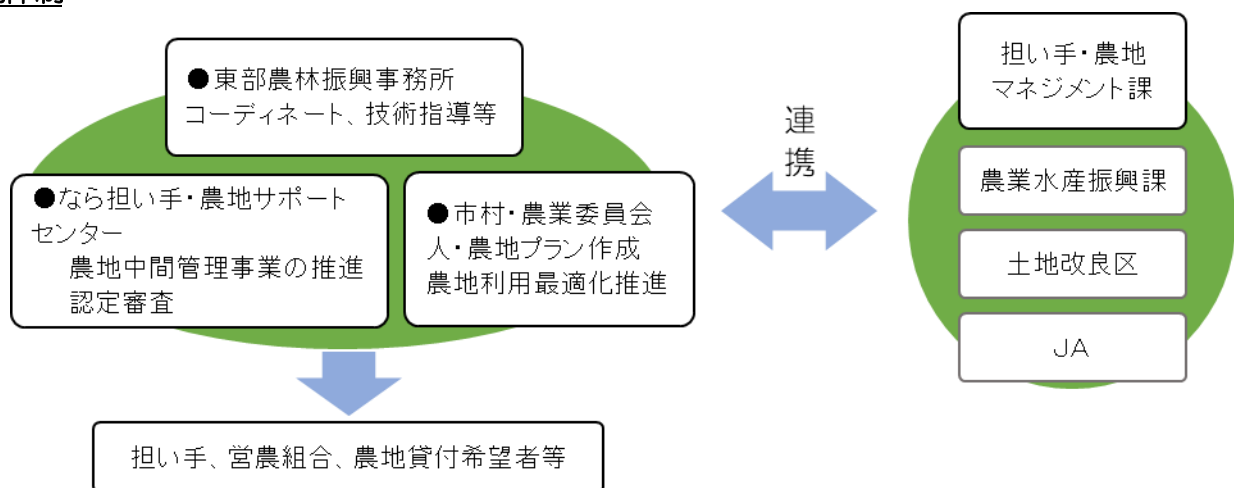 ●東部農林振興事務所
コーディネート、技術指導等
●なら担い手・農地サポート
センター
農地中間管理事業の推進
認定審査
●市村・農業委員会
人・農地プラン作成
農地利用最適化推進
担い手、営農組合、農地貸付希望者等
連
携
担い手・農地
マネジメント課
農業水産振興課
土地改良区
JA